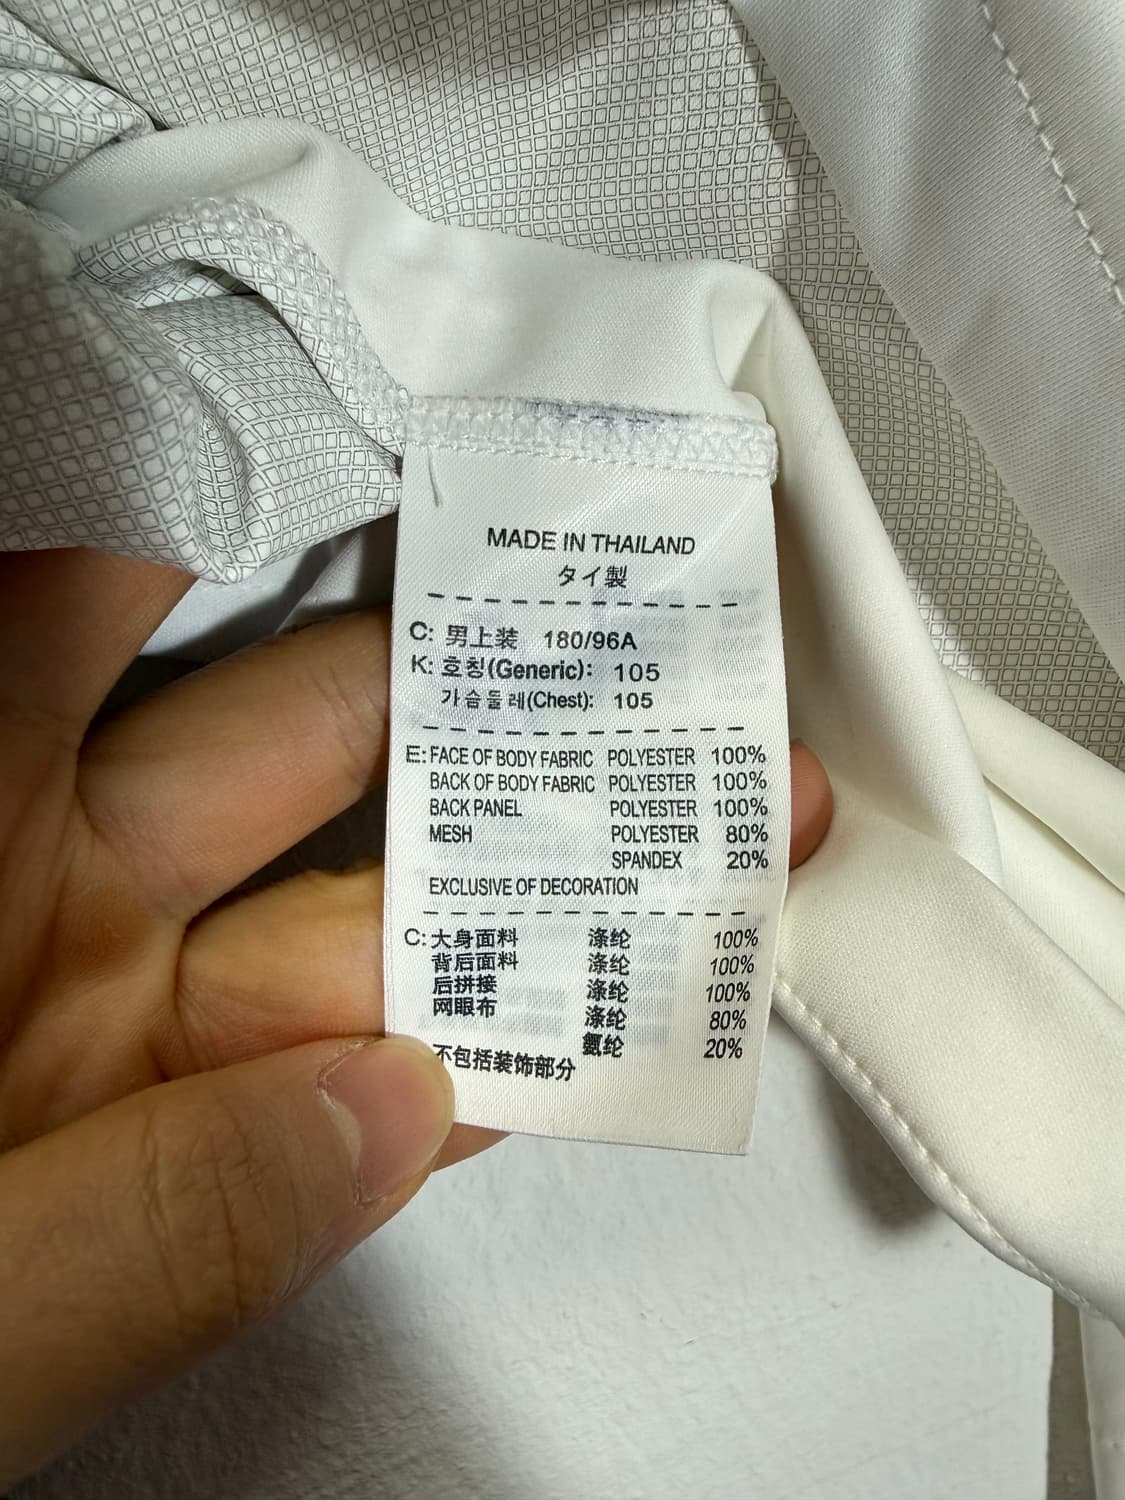 MADE IN THAILAND
タイ製
C: 男上装 180/96A
K: 호칭(Generic): 105
가슴둘레(Chest): 105
E: FACE OF BODY FABRIC POLYESTER 100%
BACK OF BODY FABRIC POLYESTER 100%
BACK PANEL POLYESTER 100%
MESH POLYESTER 80%
SPANDEX 20%
EXCLUSIVE OF DECORATION
C: 大身面料 涤纶 100%
背后面料 涤纶 100%
后拼接 涤纶 100%
网眼布 涤纶 80%
氨纶 20%
不包括装饰部分